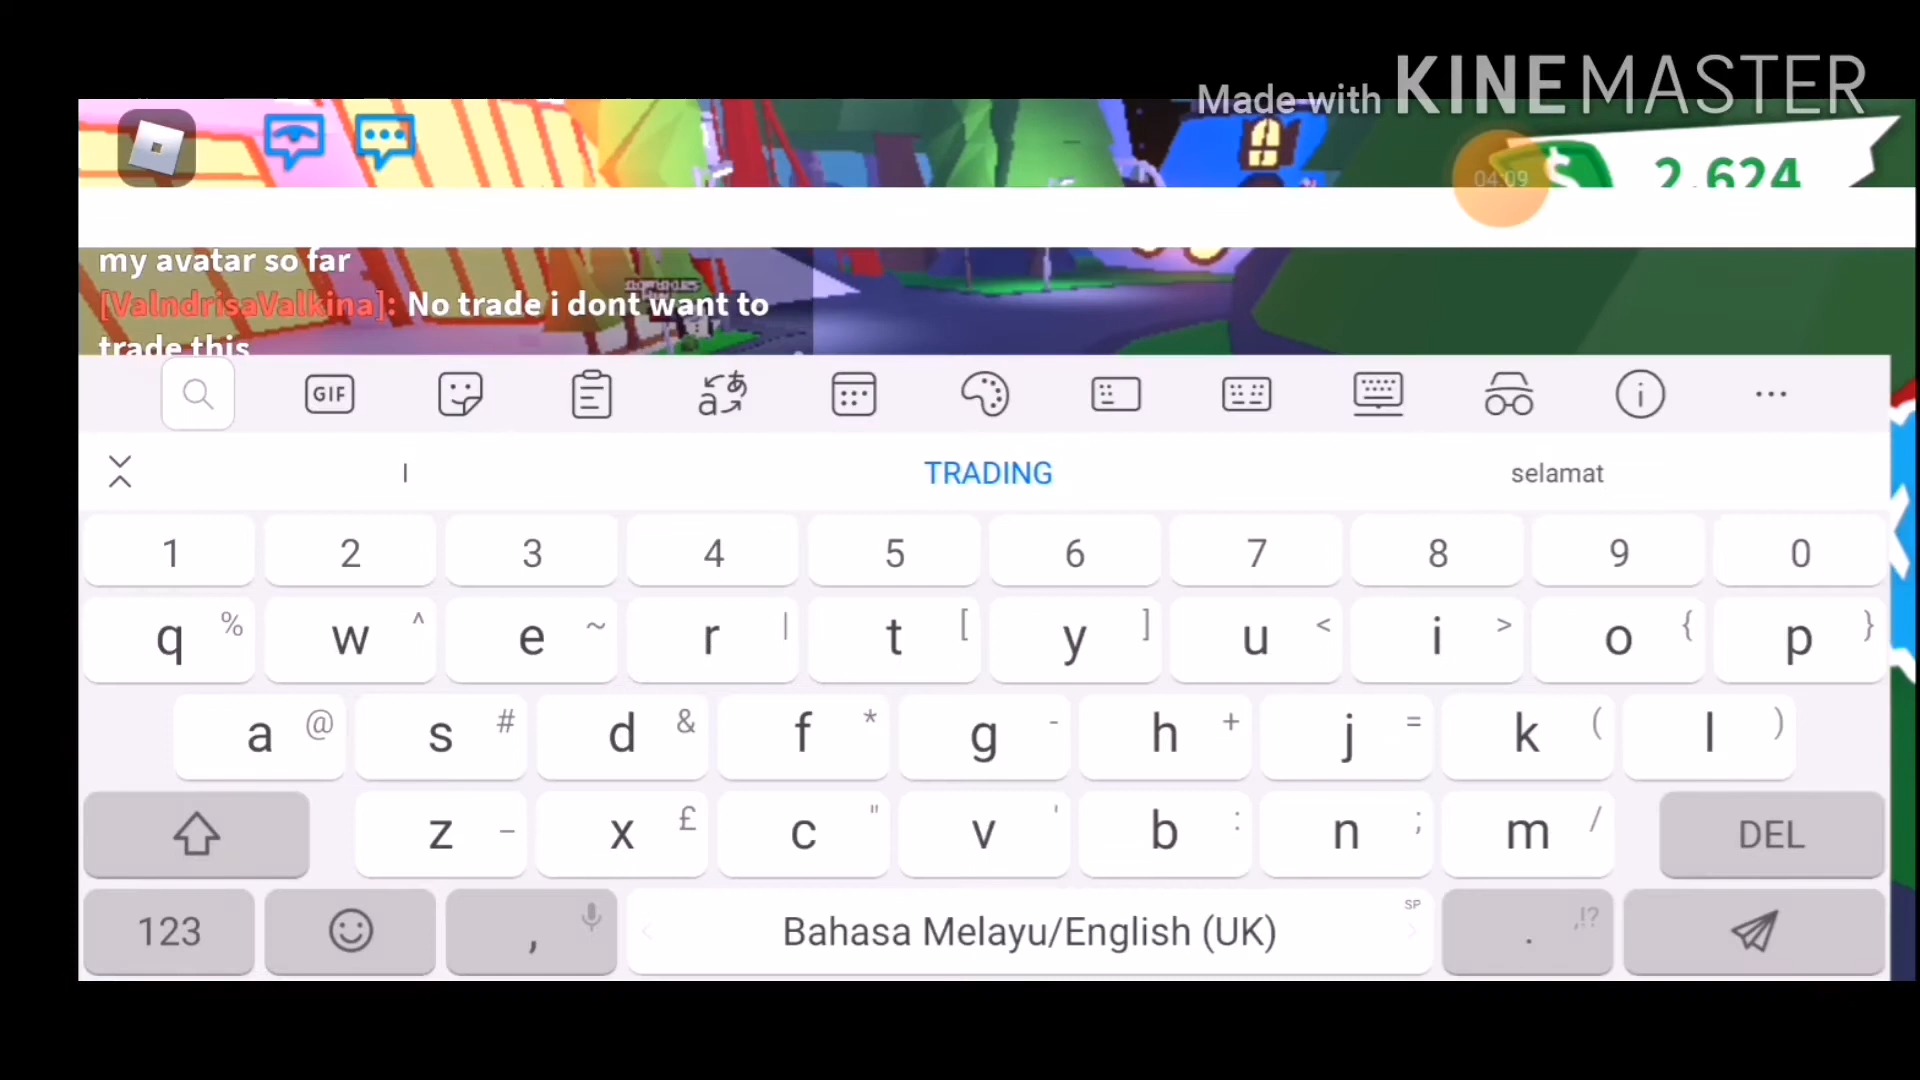 Made with KINEMASTER
04:09
$ 2,624
my avatar so far
[ValndrisaValkina]: No trade i dont want to
trade this
GIF
I TRADING selamat
1 2 3 4 5 6 7 8 9 0
q % w ^ e ~ r | t [ y ] u < i > o { p }
a @ s # d & f * g - h + j = k ( l )
z _ x £ c " v ' b : n ; m / DEL
123 , Bahasa Melayu/English (UK) SP . ,!?